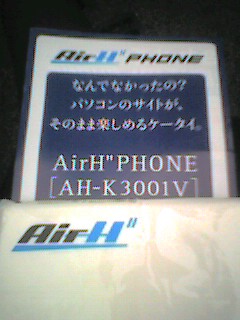 AirH" PHONE
なんでなかったの?
パソコンのサイトが、
そのまま楽しめるケータイ。
AirH"PHONE
[AH-K3001V]
AirH"